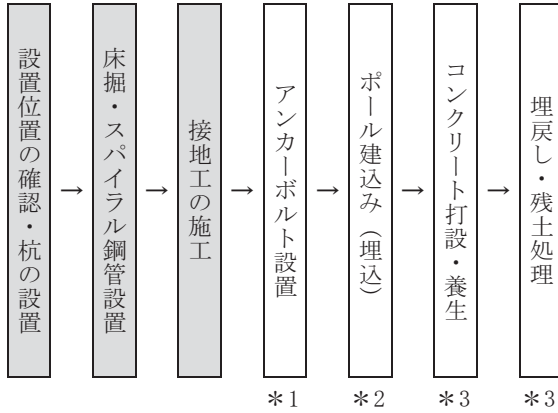 設置位置の確認・杭の設置
→
床掘・スパイラル鋼管設置
→
接地工の施工
→
アンカーボルト設置
→
ポール建込み（埋込）
→
コンクリート打設・養生
→
埋戻し・残土処理
＊1
＊2
＊3
＊3